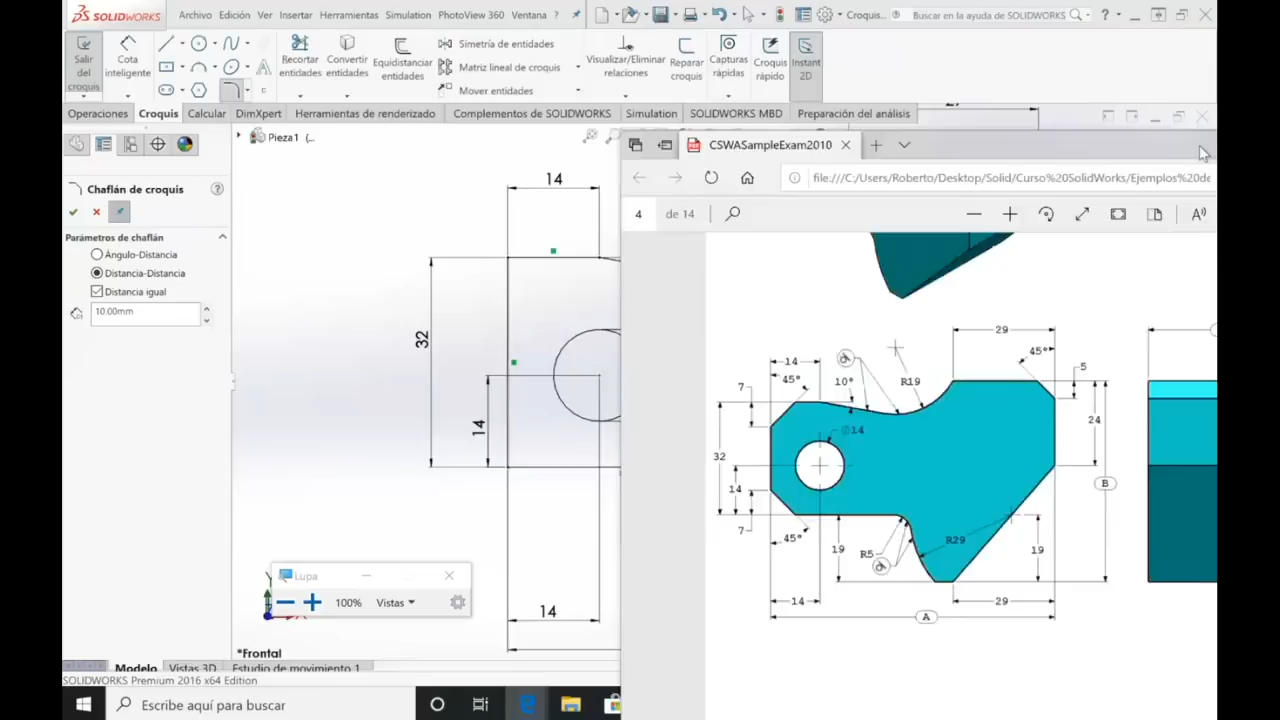 SOLIDWORKS
Archivo Edición Ver Insertar Herramientas Simulation PhotoView 360 Ventana ?
Croquis...
Buscar en la ayuda de SOLIDWORKS
?
Salir del croquis
Cota inteligente
Recortar entidades
Convertir entidades
Equidistanciar entidades
Simetría de entidades
Matriz lineal de croquis
Mover entidades
Visualizar/Eliminar relaciones
Reparar croquis
Capturas rápidas
Croquis rápido
Instant 2D
Operaciones Croquis Calcular DimXpert Herramientas de renderizado Complementos de SOLIDWORKS Simulation SOLIDWORKS MBD Preparación del análisis
Pieza1 (...
Chaflán de croquis
?
Parámetros de chaflán
Ángulo-Distancia
Distancia-Distancia
Distancia igual
10.00mm
14
32
14
14
Lupa
100% Vistas
Y
*Frontal
Modelo Vistas 3D Estudio de movimiento 1
SOLIDWORKS Premium 2016 x64 Edition
Escribe aquí para buscar
CSWASampleExam2010
file:///C:/Users/Roberto/Desktop/Solid/Curso%20SolidWorks/Ejemplos%20de
4 de 14
29
45°
5
14
45°
10°
R19
7
∅14
24
32
B
14
7
45°
19
R5
R29
19
14
29
A